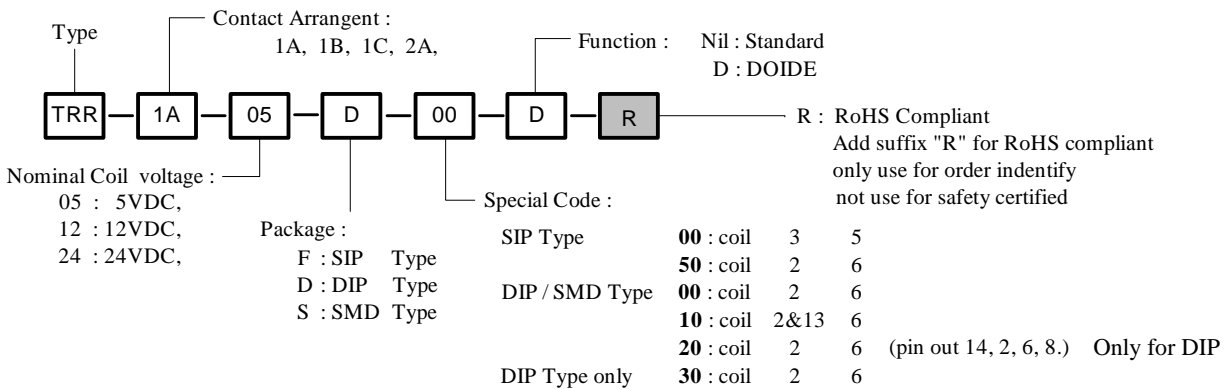 Type
Contact Arrangent :
1A, 1B, 1C, 2A,
Function : Nil : Standard
D : DOIDE
TRR 1A 05 D 00 D R
R : RoHS Compliant
Add suffix "R" for RoHS compliant
only use for order indentify
not use for safety certified
Nominal Coil voltage :
05 : 5VDC,
12 : 12VDC,
24 : 24VDC,
Package :
F : SIP Type
D : DIP Type
S : SMD Type
Special Code :
SIP Type 00 : coil 3 5
50 : coil 2 6
DIP / SMD Type 00 : coil 2 6
10 : coil 2&13 6
20 : coil 2 6 (pin out 14, 2, 6, 8.) Only for DIP
DIP Type only 30 : coil 2 6